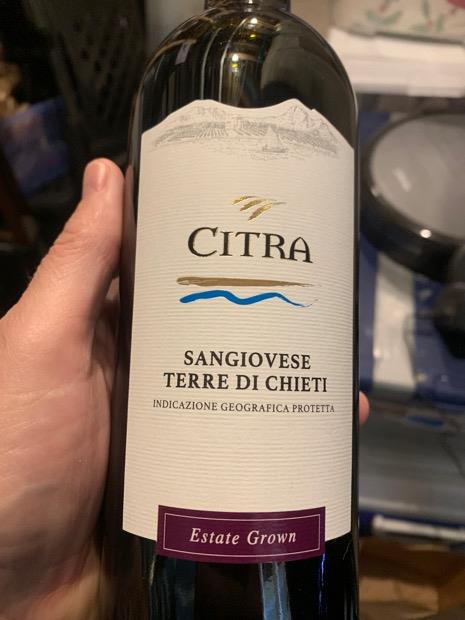 CITRA
SANGIOVESE
TERRE DI CHIETI
INDICAZIONE GEOGRAFICA PROTETTA
Estate Grown